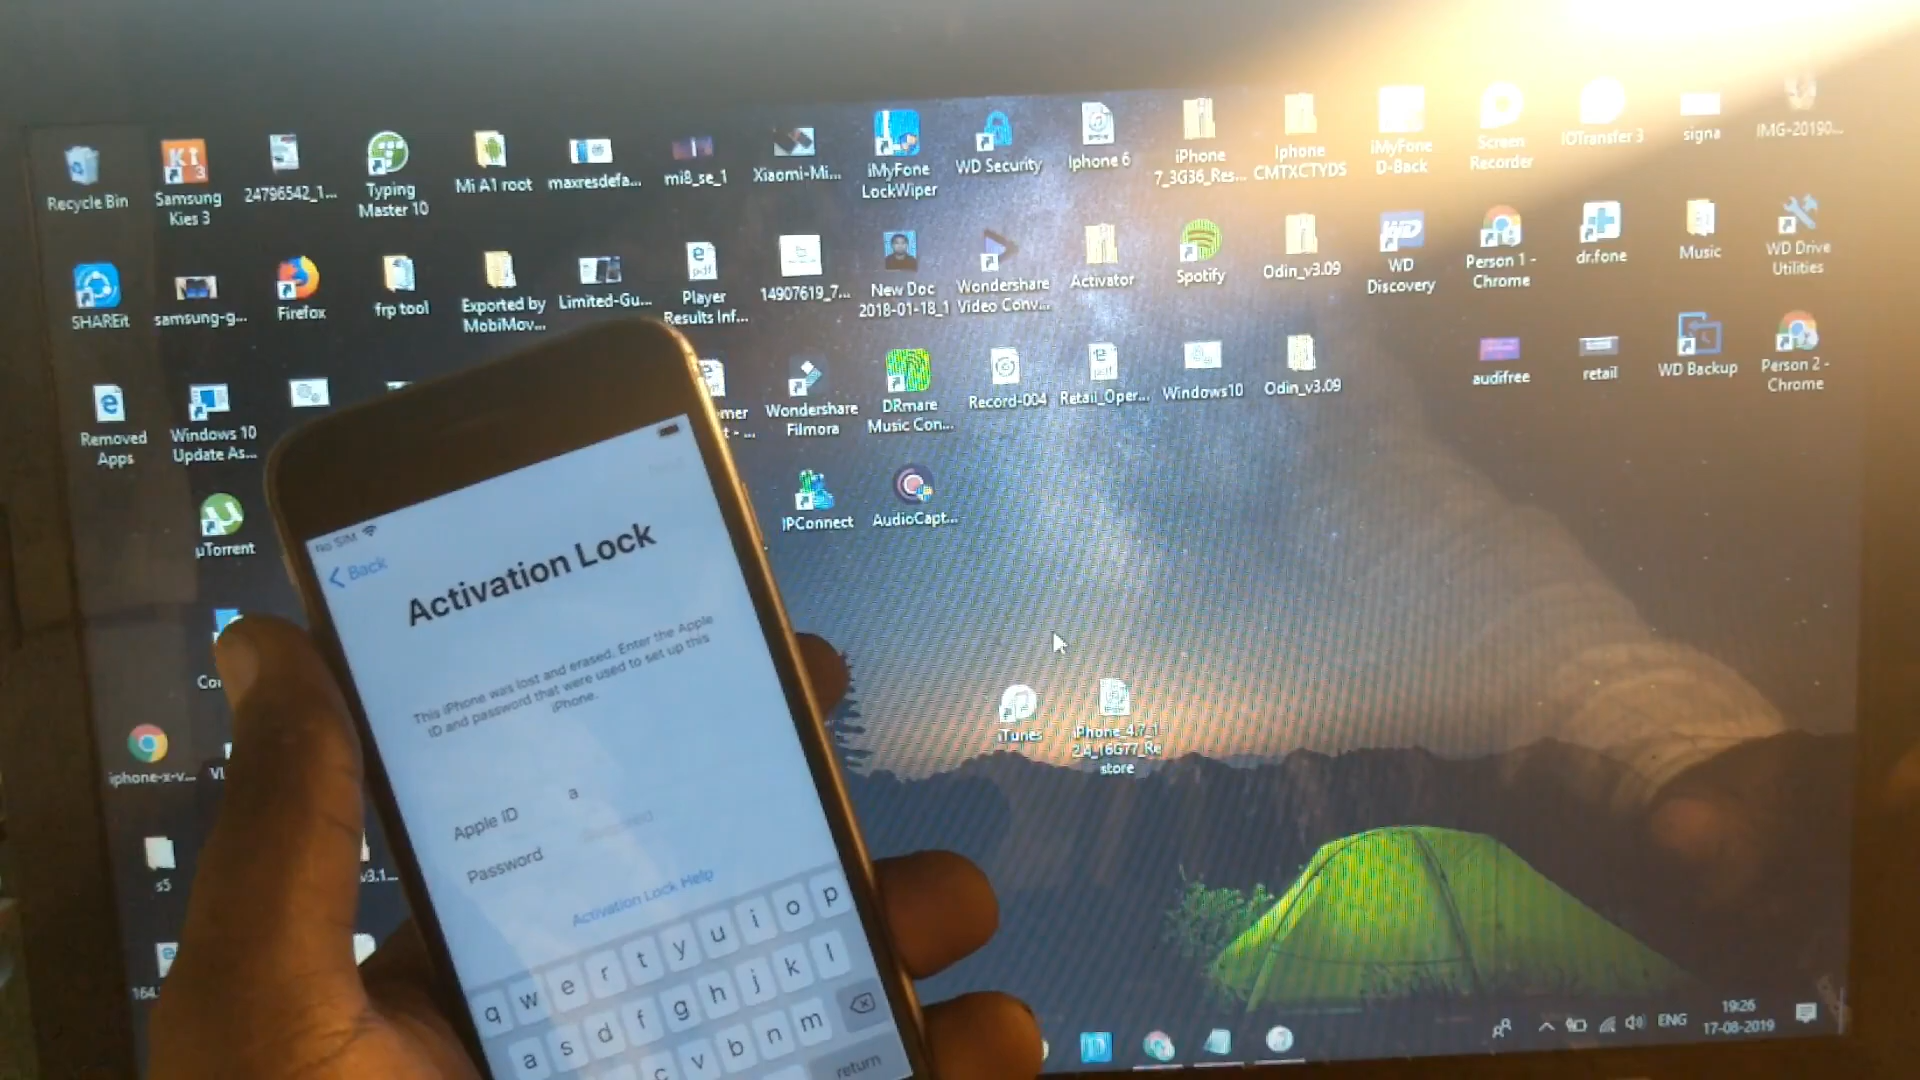 Recycle Bin
Samsung
Kies 3
24796542_1...
Typing
Master 10
Mi A1 root
maxresdefa...
mi8_se_1
Xiaomi-Mi...
iMyFone
LockWiper
WD Security
Iphone 6
iPhone
7_3G36_Res...
Iphone
CMTXCTYDS
iMyFone
D-Back
Screen
Recorder
IOTransfer 3
signa
IMG-20190...
SHAREit
samsung-g...
Firefox
frp tool
Exported by
MobiMov...
Limited-Gu...
Player
Results Inf...
14907619_7...
New Doc
2018-01-18_1
Wondershare
Video Conv...
Activator
Spotify
Odin_v3.09
WD
Discovery
Person 1 -
Chrome
dr.fone
Music
WD Drive
Utilities
Removed
Apps
Windows 10
Update As...
Wondershare
Filmora
DRmare
Music Con...
Record-004
Retail_Oper...
Windows10
Odin_v3.09
audifree
retail
WD Backup
Person 2 -
Chrome
µTorrent
IPConnect
AudioCapt...
iphone-x-v...
s5
iTunes
iPhone_4.7_1
2.4_16G77_Re
store
No SIM
Back
Activation Lock
This iPhone was lost and erased. Enter the Apple
ID and password that were used to set up this
iPhone.
Apple ID a
Password
Activation Lock Help
q w e r t y u i o p
a s d f g h j k l
c v b n m
return
ENG
19:26
17-08-2019